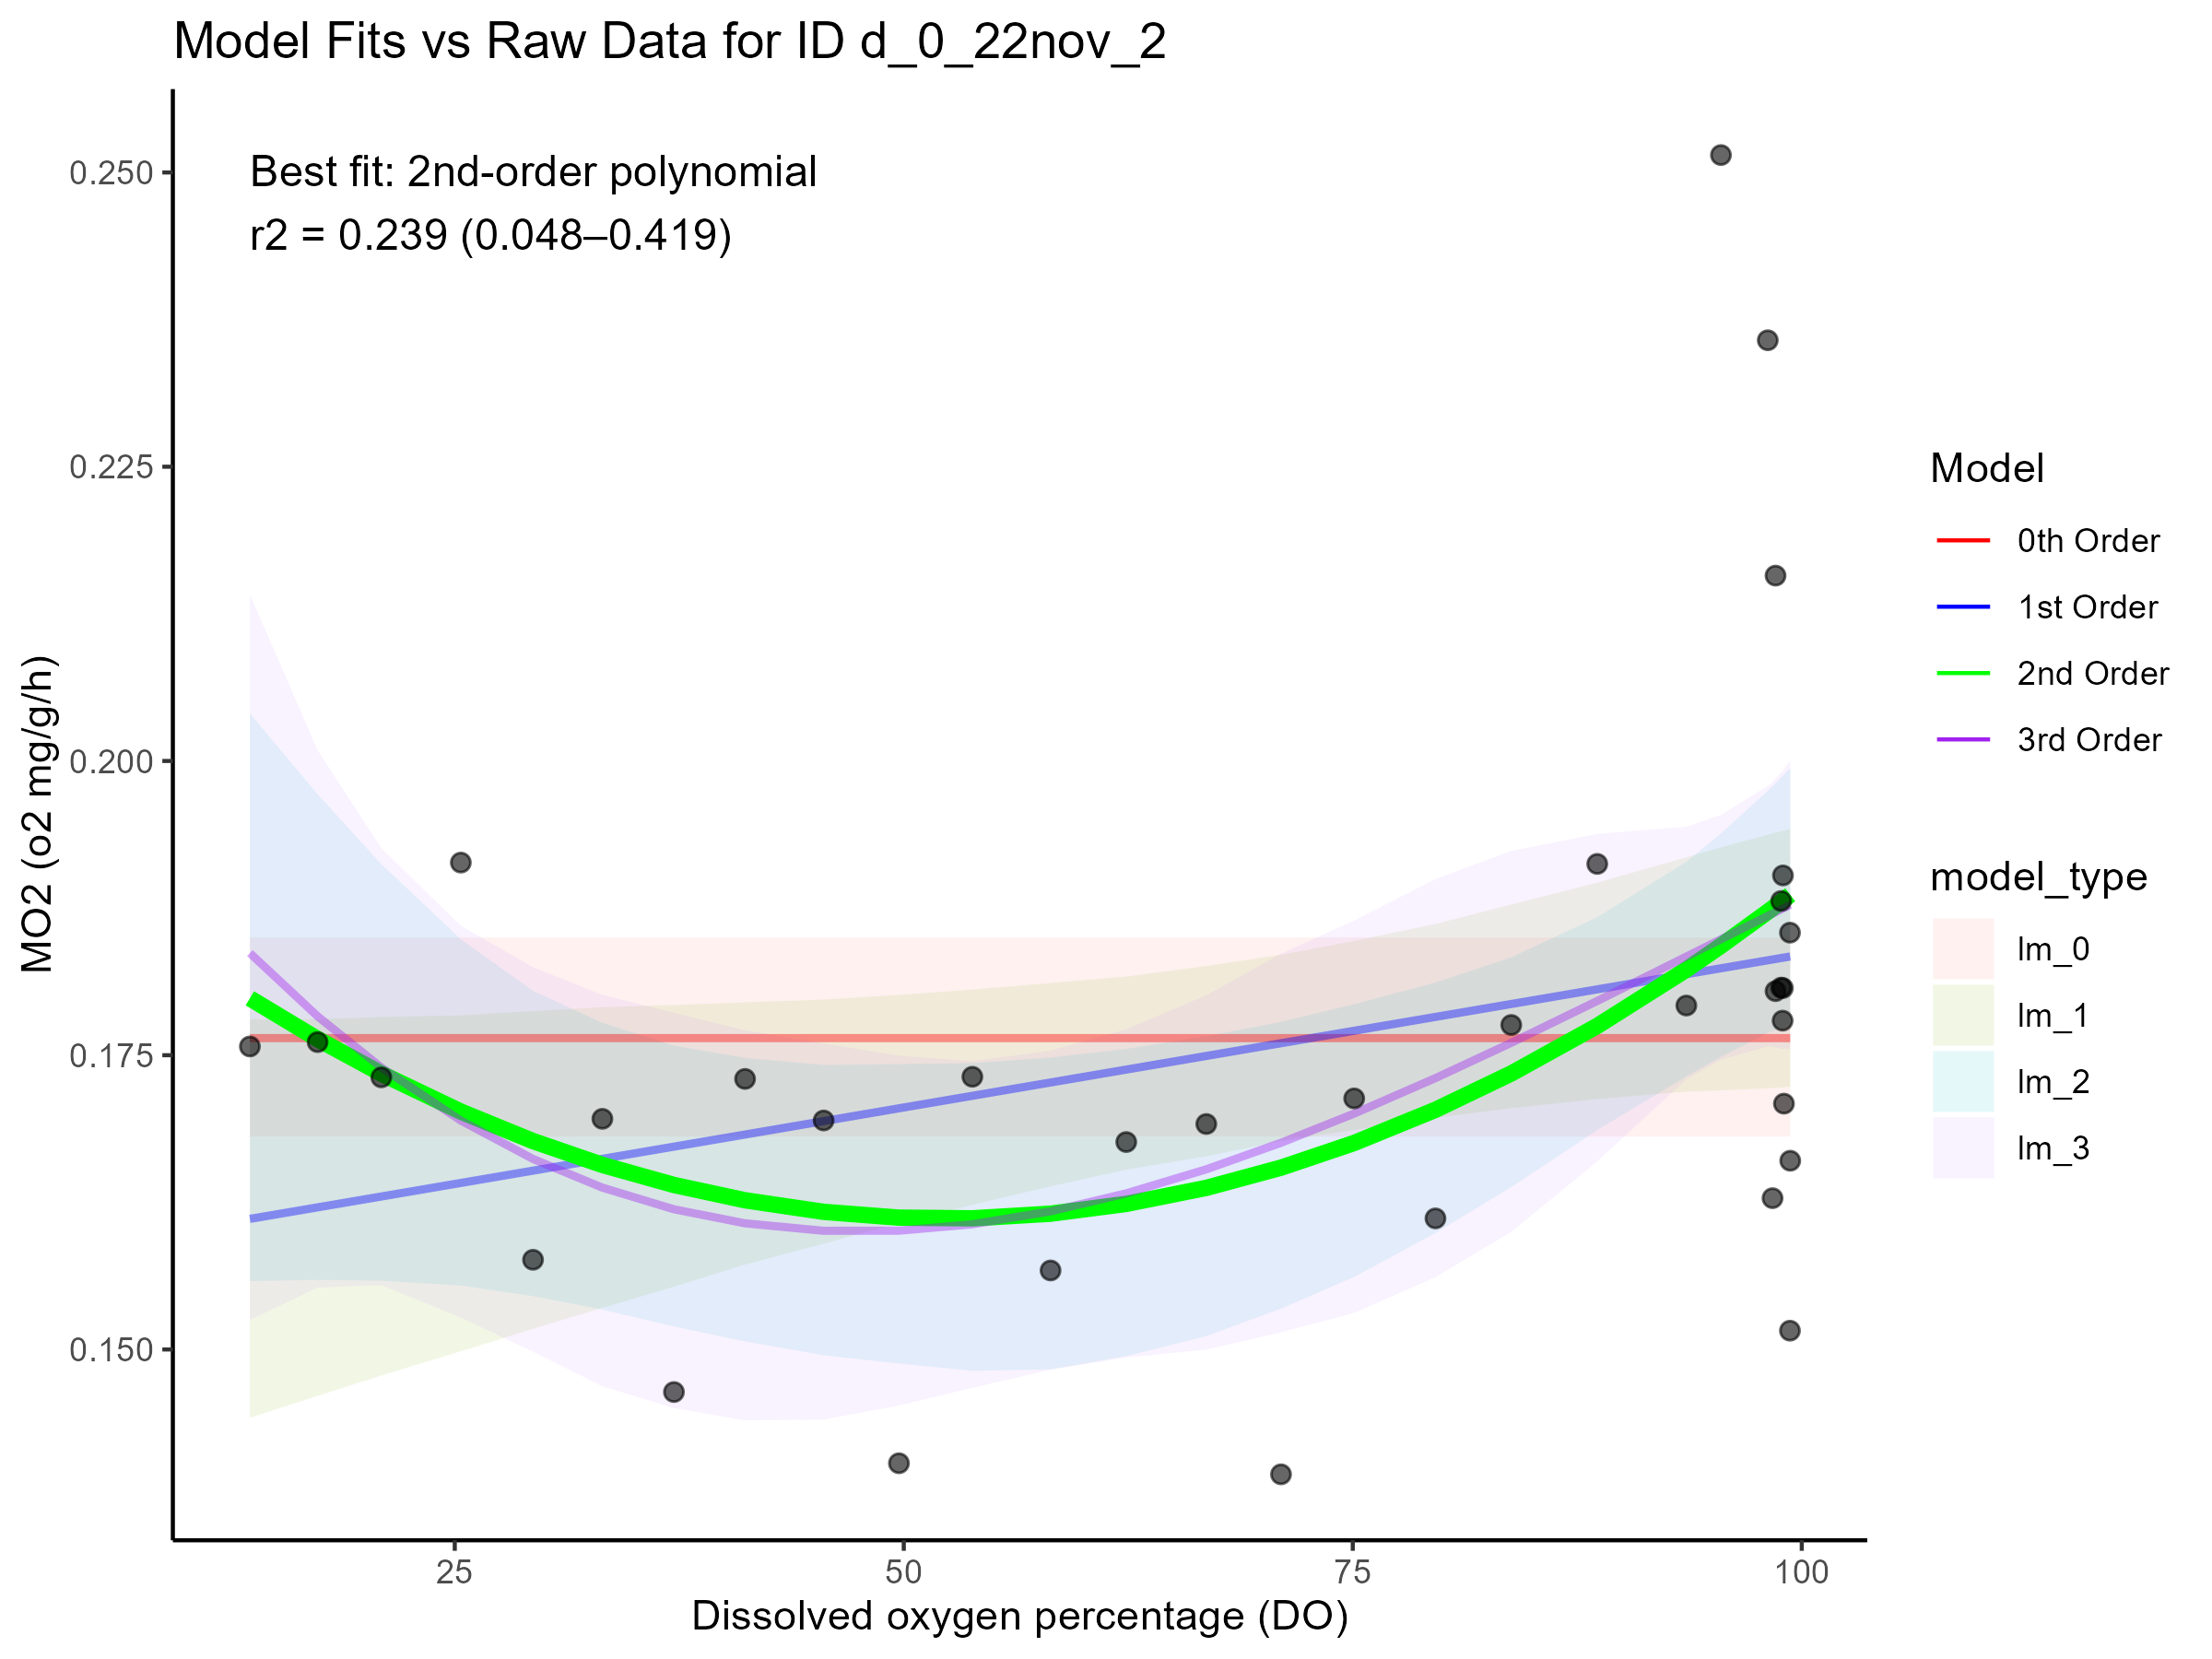 Model Fits vs Raw Data for ID d_0_22nov_2
Best fit: 2nd-order polynomial
r2 = 0.239 (0.048–0.419)
MO2 (o2 mg/g/h)
0.250
0.225
0.200
0.175
0.150
25
50
75
100
Dissolved oxygen percentage (DO)
Model
0th Order
1st Order
2nd Order
3rd Order
model_type
lm_0
lm_1
lm_2
lm_3